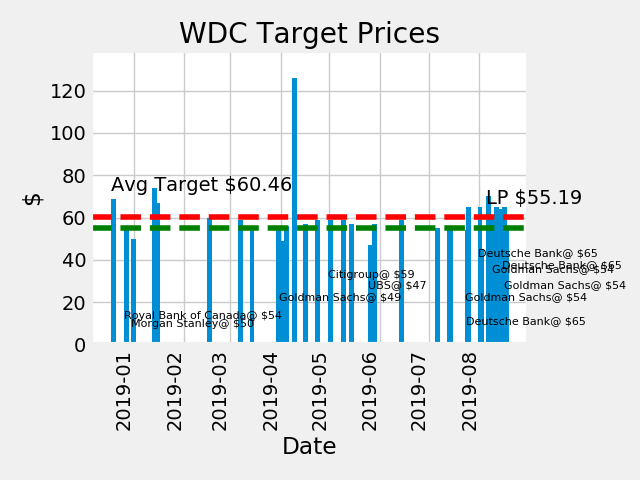 WDC Target Prices
120
100
80
60
40
20
0
$
Avg Target $60.46
LP $55.19
Deutsche Bank@ $65
Deutsche Bank@ $65
Goldman Sachs@ $54
Citigroup@ $59
UBS@ $47
Goldman Sachs@ $54
Goldman Sachs@ $49
Goldman Sachs@ $54
Royal Bank of Canada@ $54
Morgan Stanley@ $50
Deutsche Bank@ $65
2019-01
2019-02
2019-03
2019-04
2019-05
2019-06
2019-07
2019-08
Date